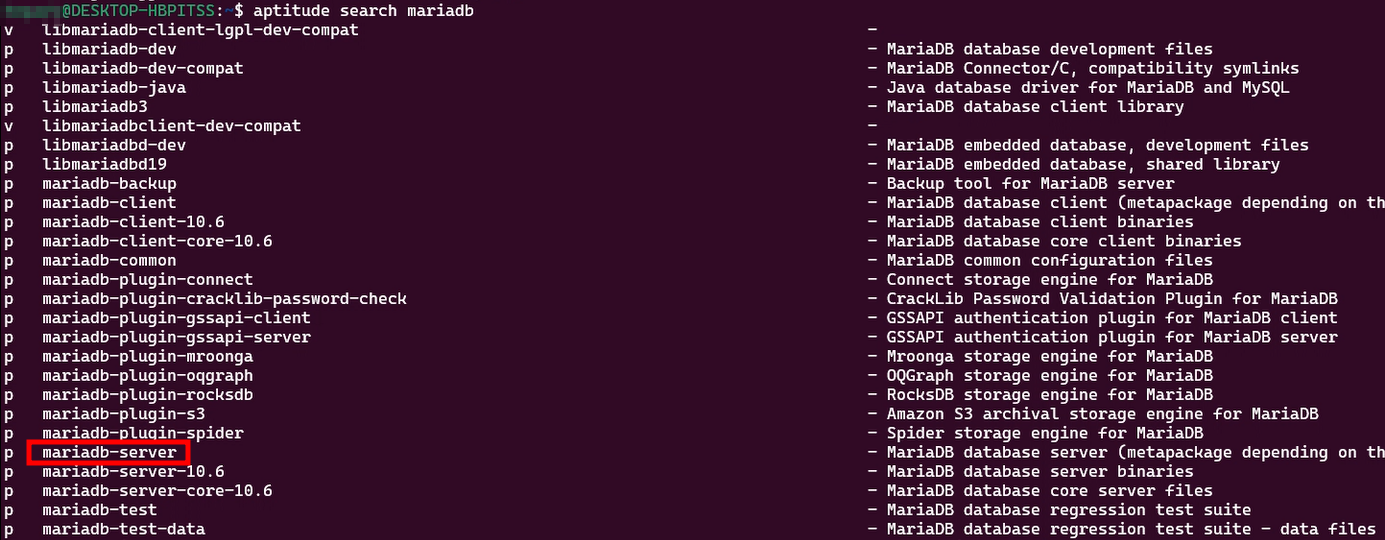 @DESKTOP-HBPITSS:~$ aptitude search mariadb
v libmariadb-client-lgpl-dev-compat -
p libmariadb-dev - MariaDB database development files
p libmariadb-dev-compat - MariaDB Connector/C, compatibility symlinks
p libmariadb-java - Java database driver for MariaDB and MySQL
p libmariadb3 - MariaDB database client library
v libmariadbclient-dev-compat -
p libmariadbd-dev - MariaDB embedded database, development files
p libmariadbd19 - MariaDB embedded database, shared library
p mariadb-backup - Backup tool for MariaDB server
p mariadb-client - MariaDB database client (metapackage depending on th
p mariadb-client-10.6 - MariaDB database client binaries
p mariadb-client-core-10.6 - MariaDB database core client binaries
p mariadb-common - MariaDB common configuration files
p mariadb-plugin-connect - Connect storage engine for MariaDB
p mariadb-plugin-cracklib-password-check - CrackLib Password Validation Plugin for MariaDB
p mariadb-plugin-gssapi-client - GSSAPI authentication plugin for MariaDB client
p mariadb-plugin-gssapi-server - GSSAPI authentication plugin for MariaDB server
p mariadb-plugin-mroonga - Mroonga storage engine for MariaDB
p mariadb-plugin-oqgraph - OQGraph storage engine for MariaDB
p mariadb-plugin-rocksdb - RocksDB storage engine for MariaDB
p mariadb-plugin-s3 - Amazon S3 archival storage engine for MariaDB
p mariadb-plugin-spider - Spider storage engine for MariaDB
p mariadb-server - MariaDB database server (metapackage depending on th
p mariadb-server-10.6 - MariaDB database server binaries
p mariadb-server-core-10.6 - MariaDB database core server files
p mariadb-test - MariaDB database regression test suite
p mariadb-test-data - MariaDB database regression test suite - data files